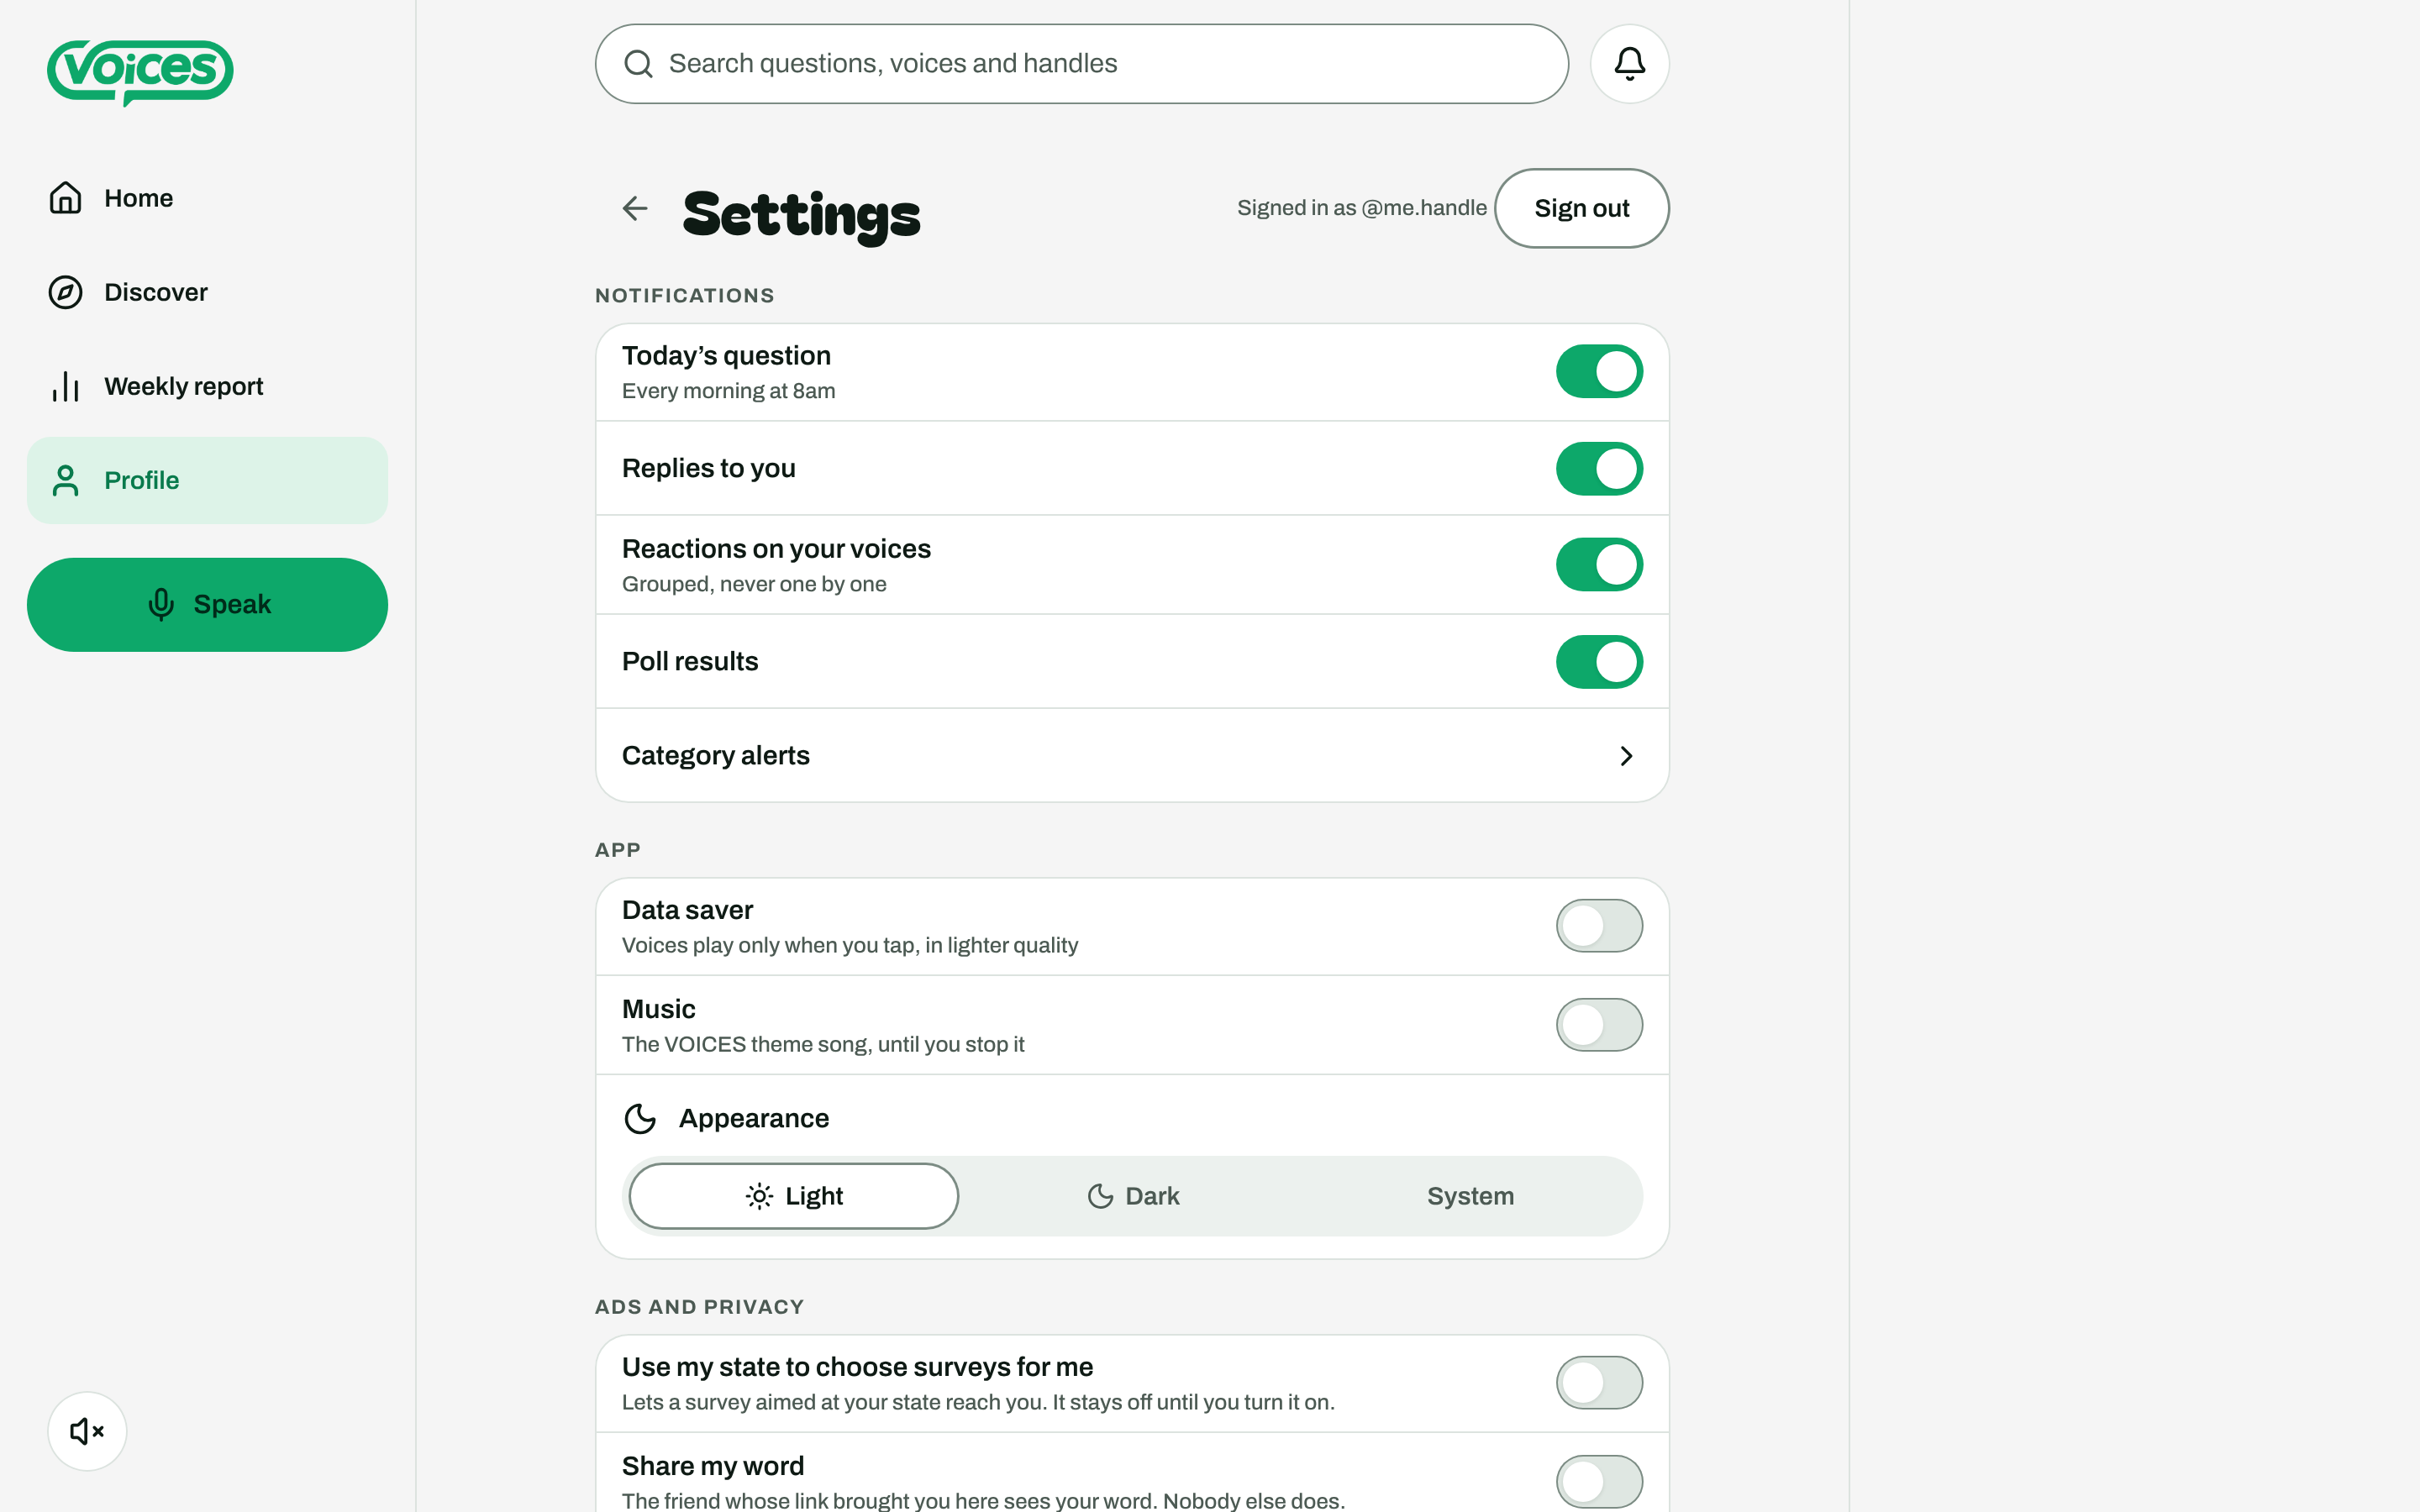 voices
Home
Discover
Weekly report
Profile
Speak
Search questions, voices and handles
Settings
Signed in as @me.handle
Sign out
NOTIFICATIONS
Today’s question
Every morning at 8am
Replies to you
Reactions on your voices
Grouped, never one by one
Poll results
Category alerts
APP
Data saver
Voices play only when you tap, in lighter quality
Music
The VOICES theme song, until you stop it
Appearance
Light
Dark
System
ADS AND PRIVACY
Use my state to choose surveys for me
Lets a survey aimed at your state reach you. It stays off until you turn it on.
Share my word
The friend whose link brought you here sees your word. Nobody else does.